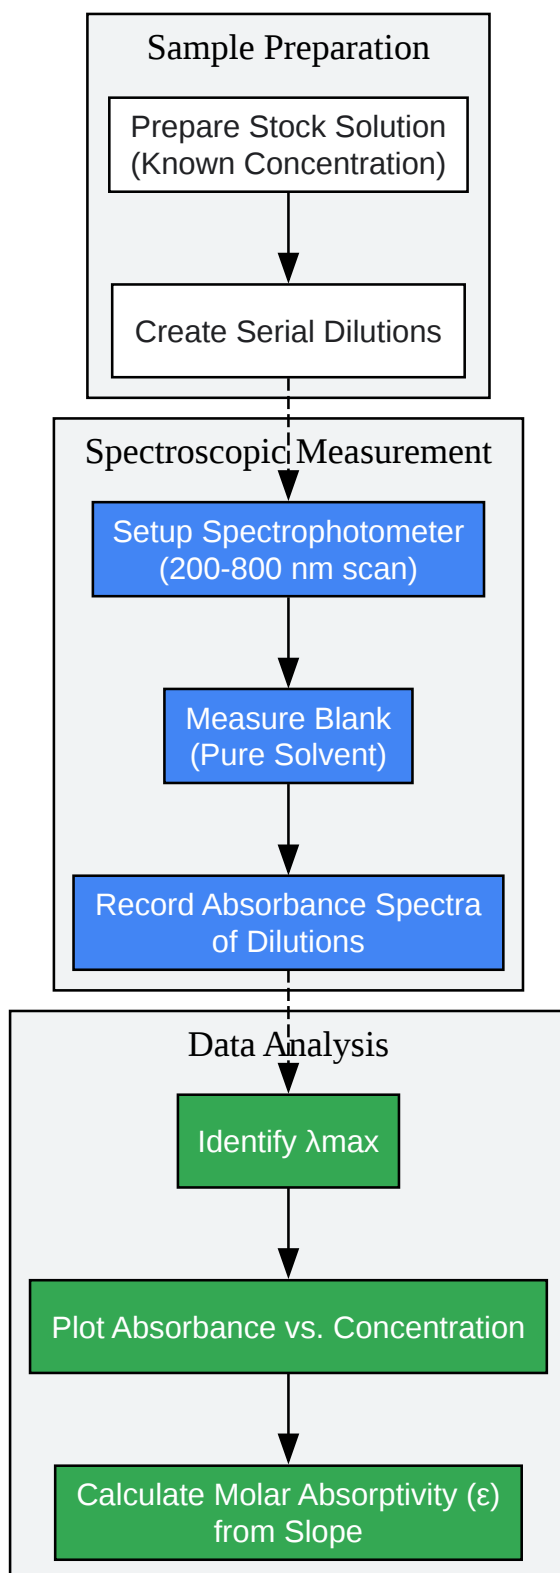 Sample Preparation
Prepare Stock Solution
(Known Concentration)
Create Serial Dilutions
Spectroscopic Measurement
Setup Spectrophotometer
(200-800 nm scan)
Measure Blank
(Pure Solvent)
Record Absorbance Spectra
of Dilutions
Data Analysis
Identify λmax
Plot Absorbance vs. Concentration
Calculate Molar Absorptivity (ε)
from Slope